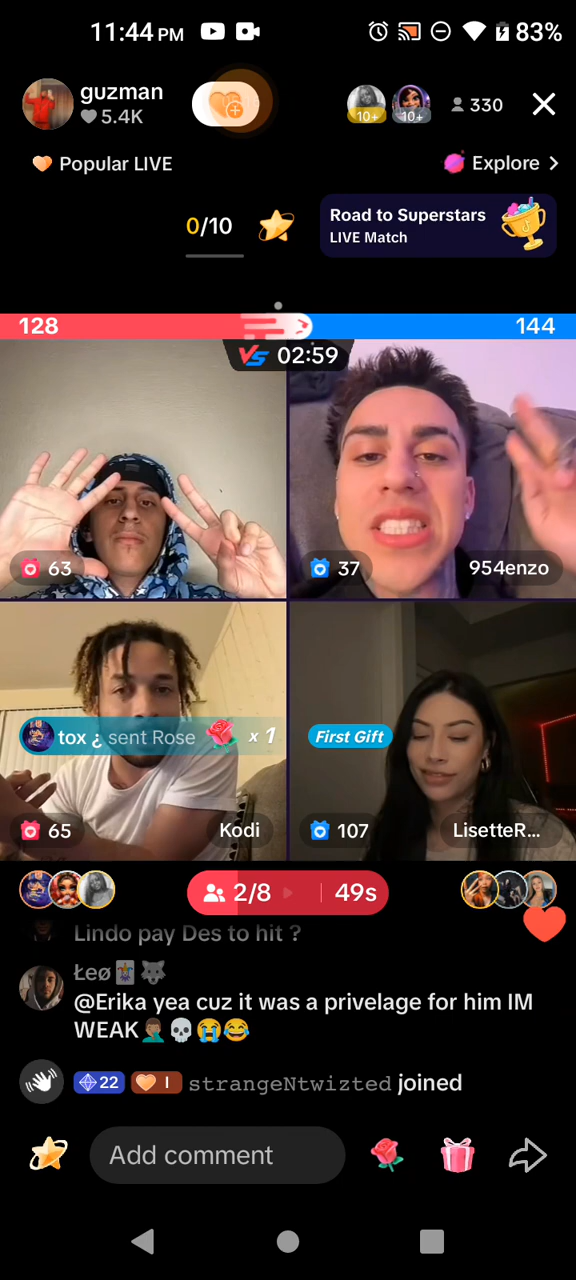 11:44 PM
83%
guzman
5.4K
10+
10+
330
Popular LIVE
Explore
0/10
Road to Superstars
LIVE Match
128
144
VS 02:59
63
37
954enzo
tox ¿ sent Rose x 1
First Gift
65
Kodi
107
LisetteR...
2/8
49s
Lindo pay Des to hit ?
Łeø🃏🐺
@Erika yea cuz it was a privelage for him IM
WEAK🤦🏽‍♂️💀😭😂
22
I
strangeNtwizted joined
Add comment